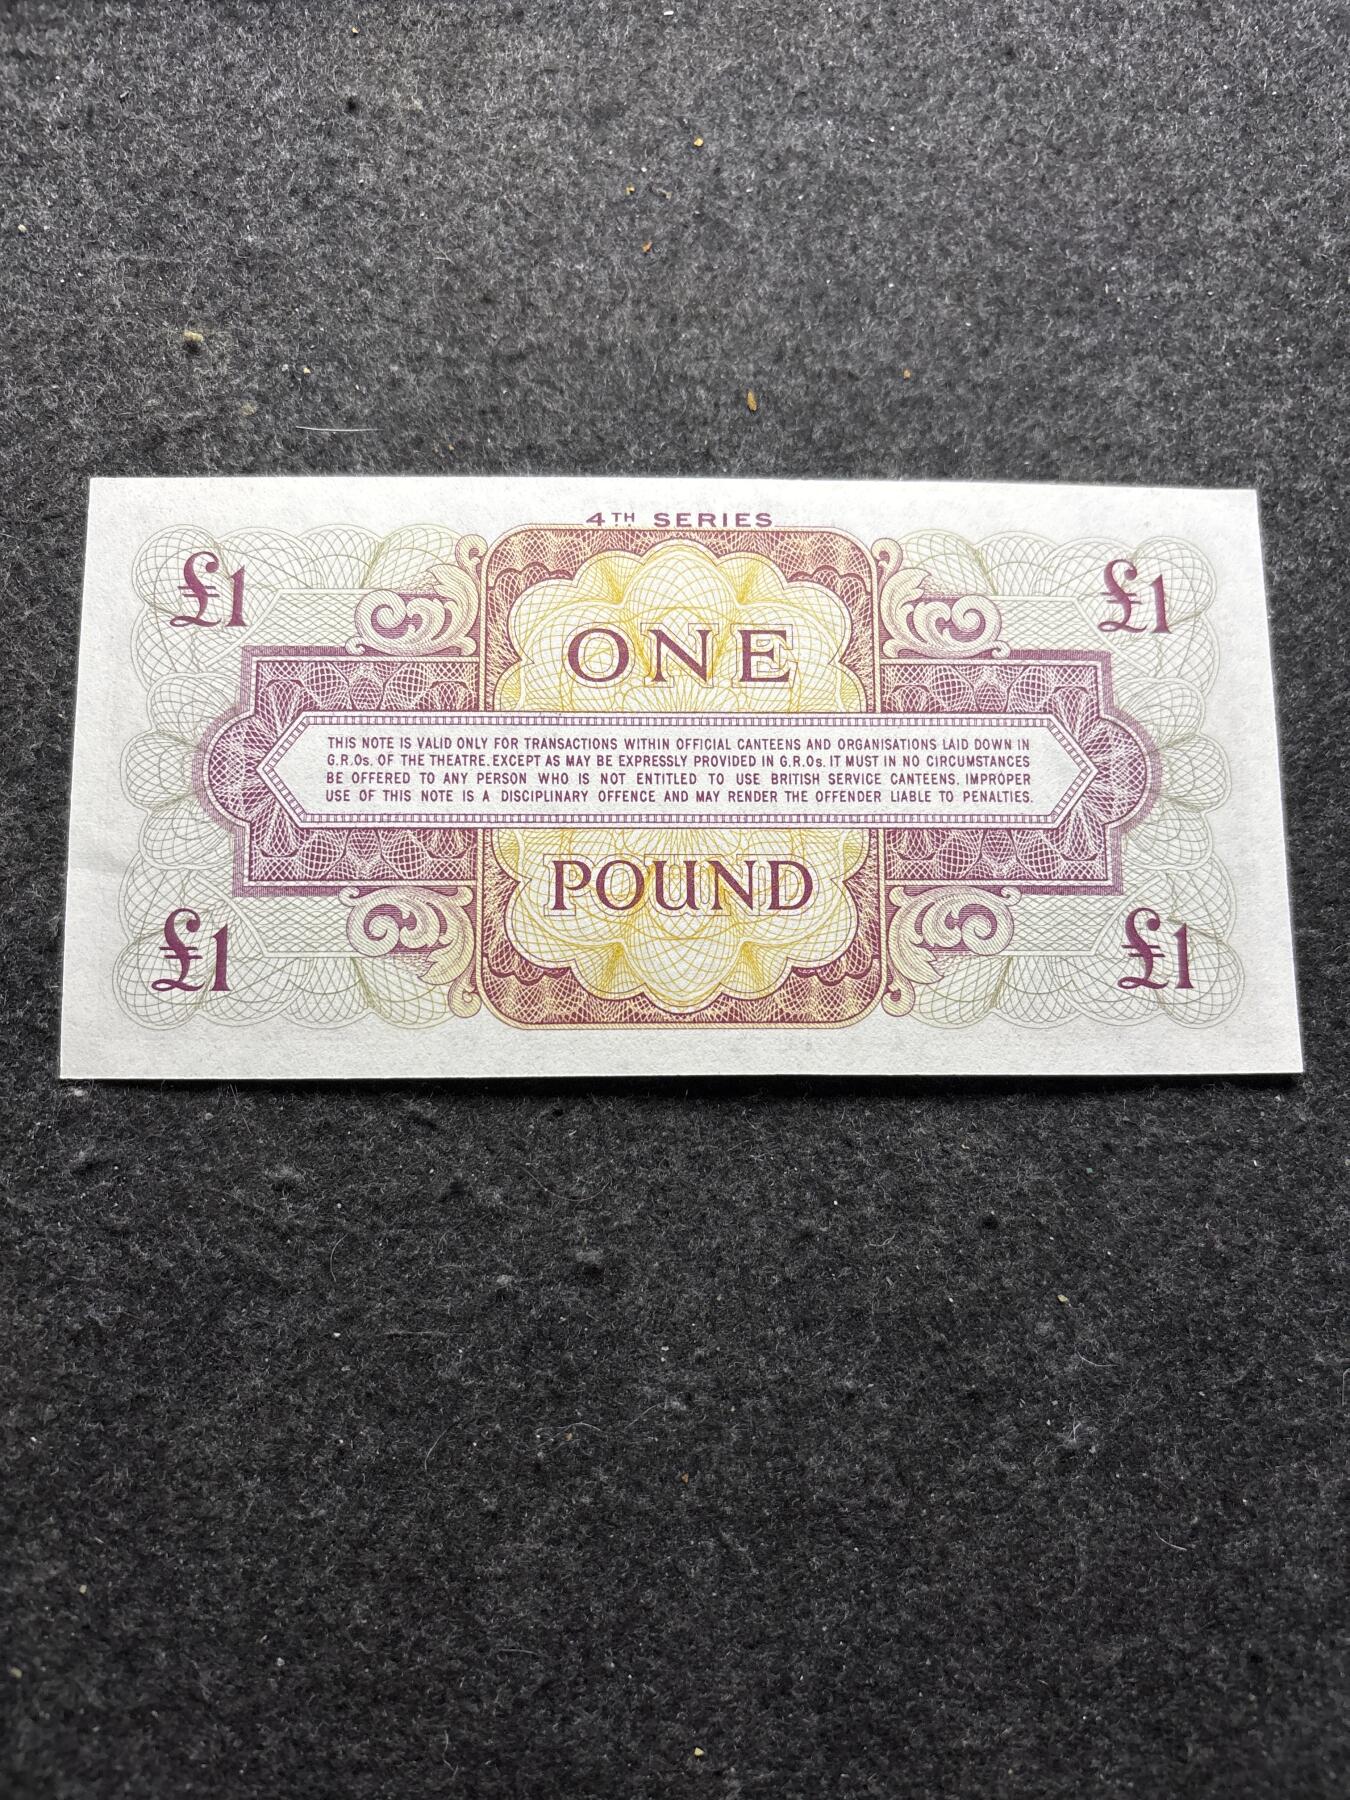 4TH SERIES
£1 £1
ONE
THIS NOTE IS VALID ONLY FOR TRANSACTIONS WITHIN OFFICIAL CANTEENS AND ORGANISATIONS LAID DOWN IN
G.R.Os. OF THE THEATRE. EXCEPT AS MAY BE EXPRESSLY PROVIDED IN G.R.Os. IT MUST IN NO CIRCUMSTANCES
BE OFFERED TO ANY PERSON WHO IS NOT ENTITLED TO USE BRITISH SERVICE CANTEENS. IMPROPER
USE OF THIS NOTE IS A DISCIPLINARY OFFENCE AND MAY RENDER THE OFFENDER LIABLE TO PENALTIES.
POUND
£1 £1